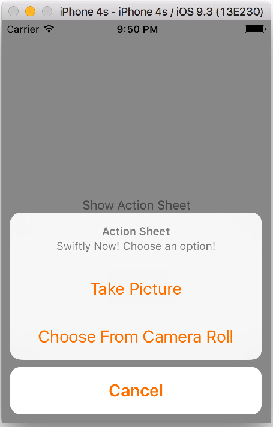 iPhone 4s - iPhone 4s / iOS 9.3 (13E230)
Carrier 9:50 PM
Show Action Sheet
Action Sheet
Swiftly Now! Choose an option!
Take Picture
Choose From Camera Roll
Cancel